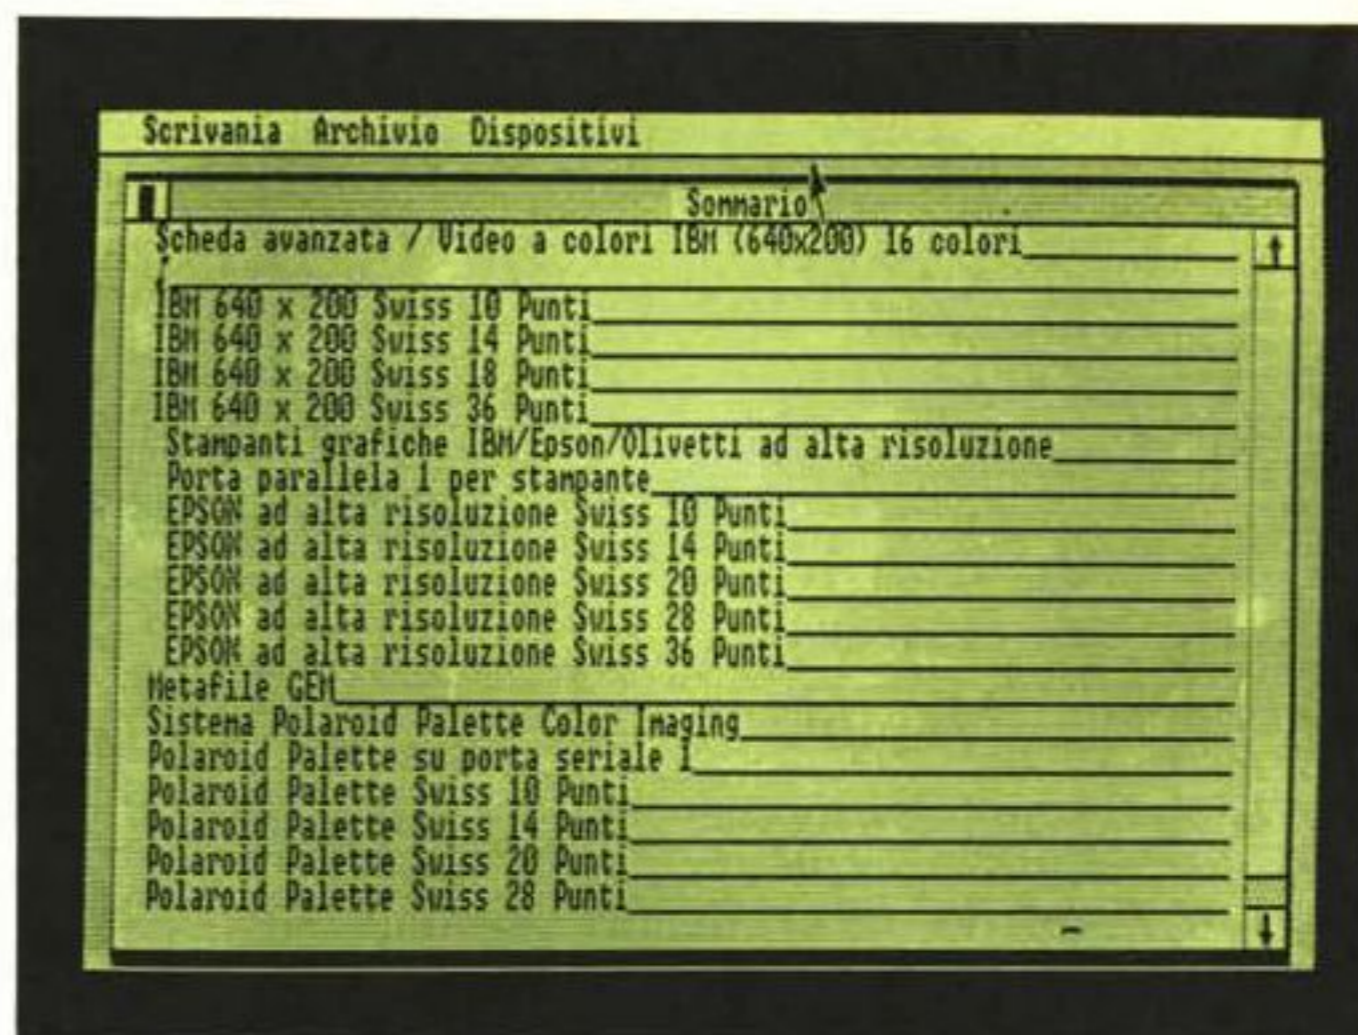 Scrivania Archivio Dispositivi
Sommario
Scheda avanzata / Video a colori IBM (640x200) 16 colori
IBM 640 x 200 Swiss 10 Punti
IBM 640 x 200 Swiss 14 Punti
IBM 640 x 200 Swiss 18 Punti
IBM 640 x 200 Swiss 36 Punti
Stampanti grafiche IBM/Epson/Olivetti ad alta risoluzione
Porta parallela 1 per stampante
EPSON ad alta risoluzione Swiss 10 Punti
EPSON ad alta risoluzione Swiss 14 Punti
EPSON ad alta risoluzione Swiss 20 Punti
EPSON ad alta risoluzione Swiss 28 Punti
EPSON ad alta risoluzione Swiss 36 Punti
Metafile GEM
Sistema Polaroid Palette Color Imaging
Polaroid Palette su porta seriale 1
Polaroid Palette Swiss 10 Punti
Polaroid Palette Swiss 14 Punti
Polaroid Palette Swiss 20 Punti
Polaroid Palette Swiss 28 Punti